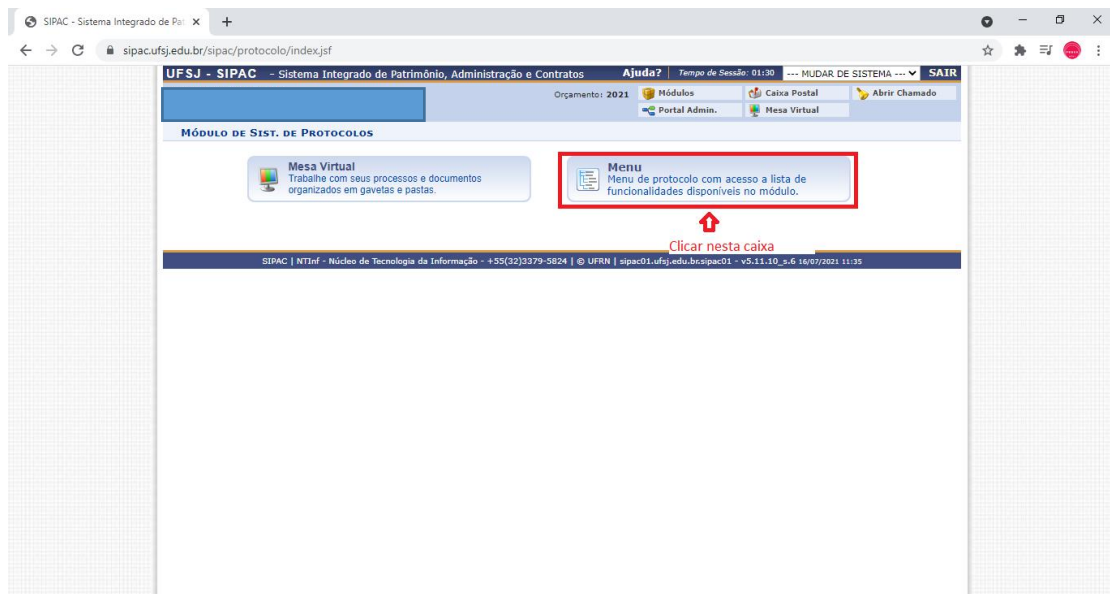 SIPAC - Sistema Integrado de Pat
sipac.ufsj.edu.br/sipac/protocolo/index.jsf
UFSJ - SIPAC - Sistema Integrado de Patrimônio, Administração e Contratos Ajuda? Tempo de Sessão: 01:30 --- MUDAR DE SISTEMA --- SAIR
Orçamento: 2021 Módulos Caixa Postal Abrir Chamado
Portal Admin. Mesa Virtual
MÓDULO DE SIST. DE PROTOCOLOS
Mesa Virtual
Trabalhe com seus processos e documentos
organizados em gavetas e pastas.
Menu
Menu de protocolo com acesso a lista de
funcionalidades disponíveis no módulo.
Clicar nesta caixa
SIPAC | NTInf - Núcleo de Tecnologia da Informação - +55(32)3379-5824 | © UFRN | sipac01.ufsj.edu.br.sipac01 - v5.11.10_s.6 16/07/2021 11:35